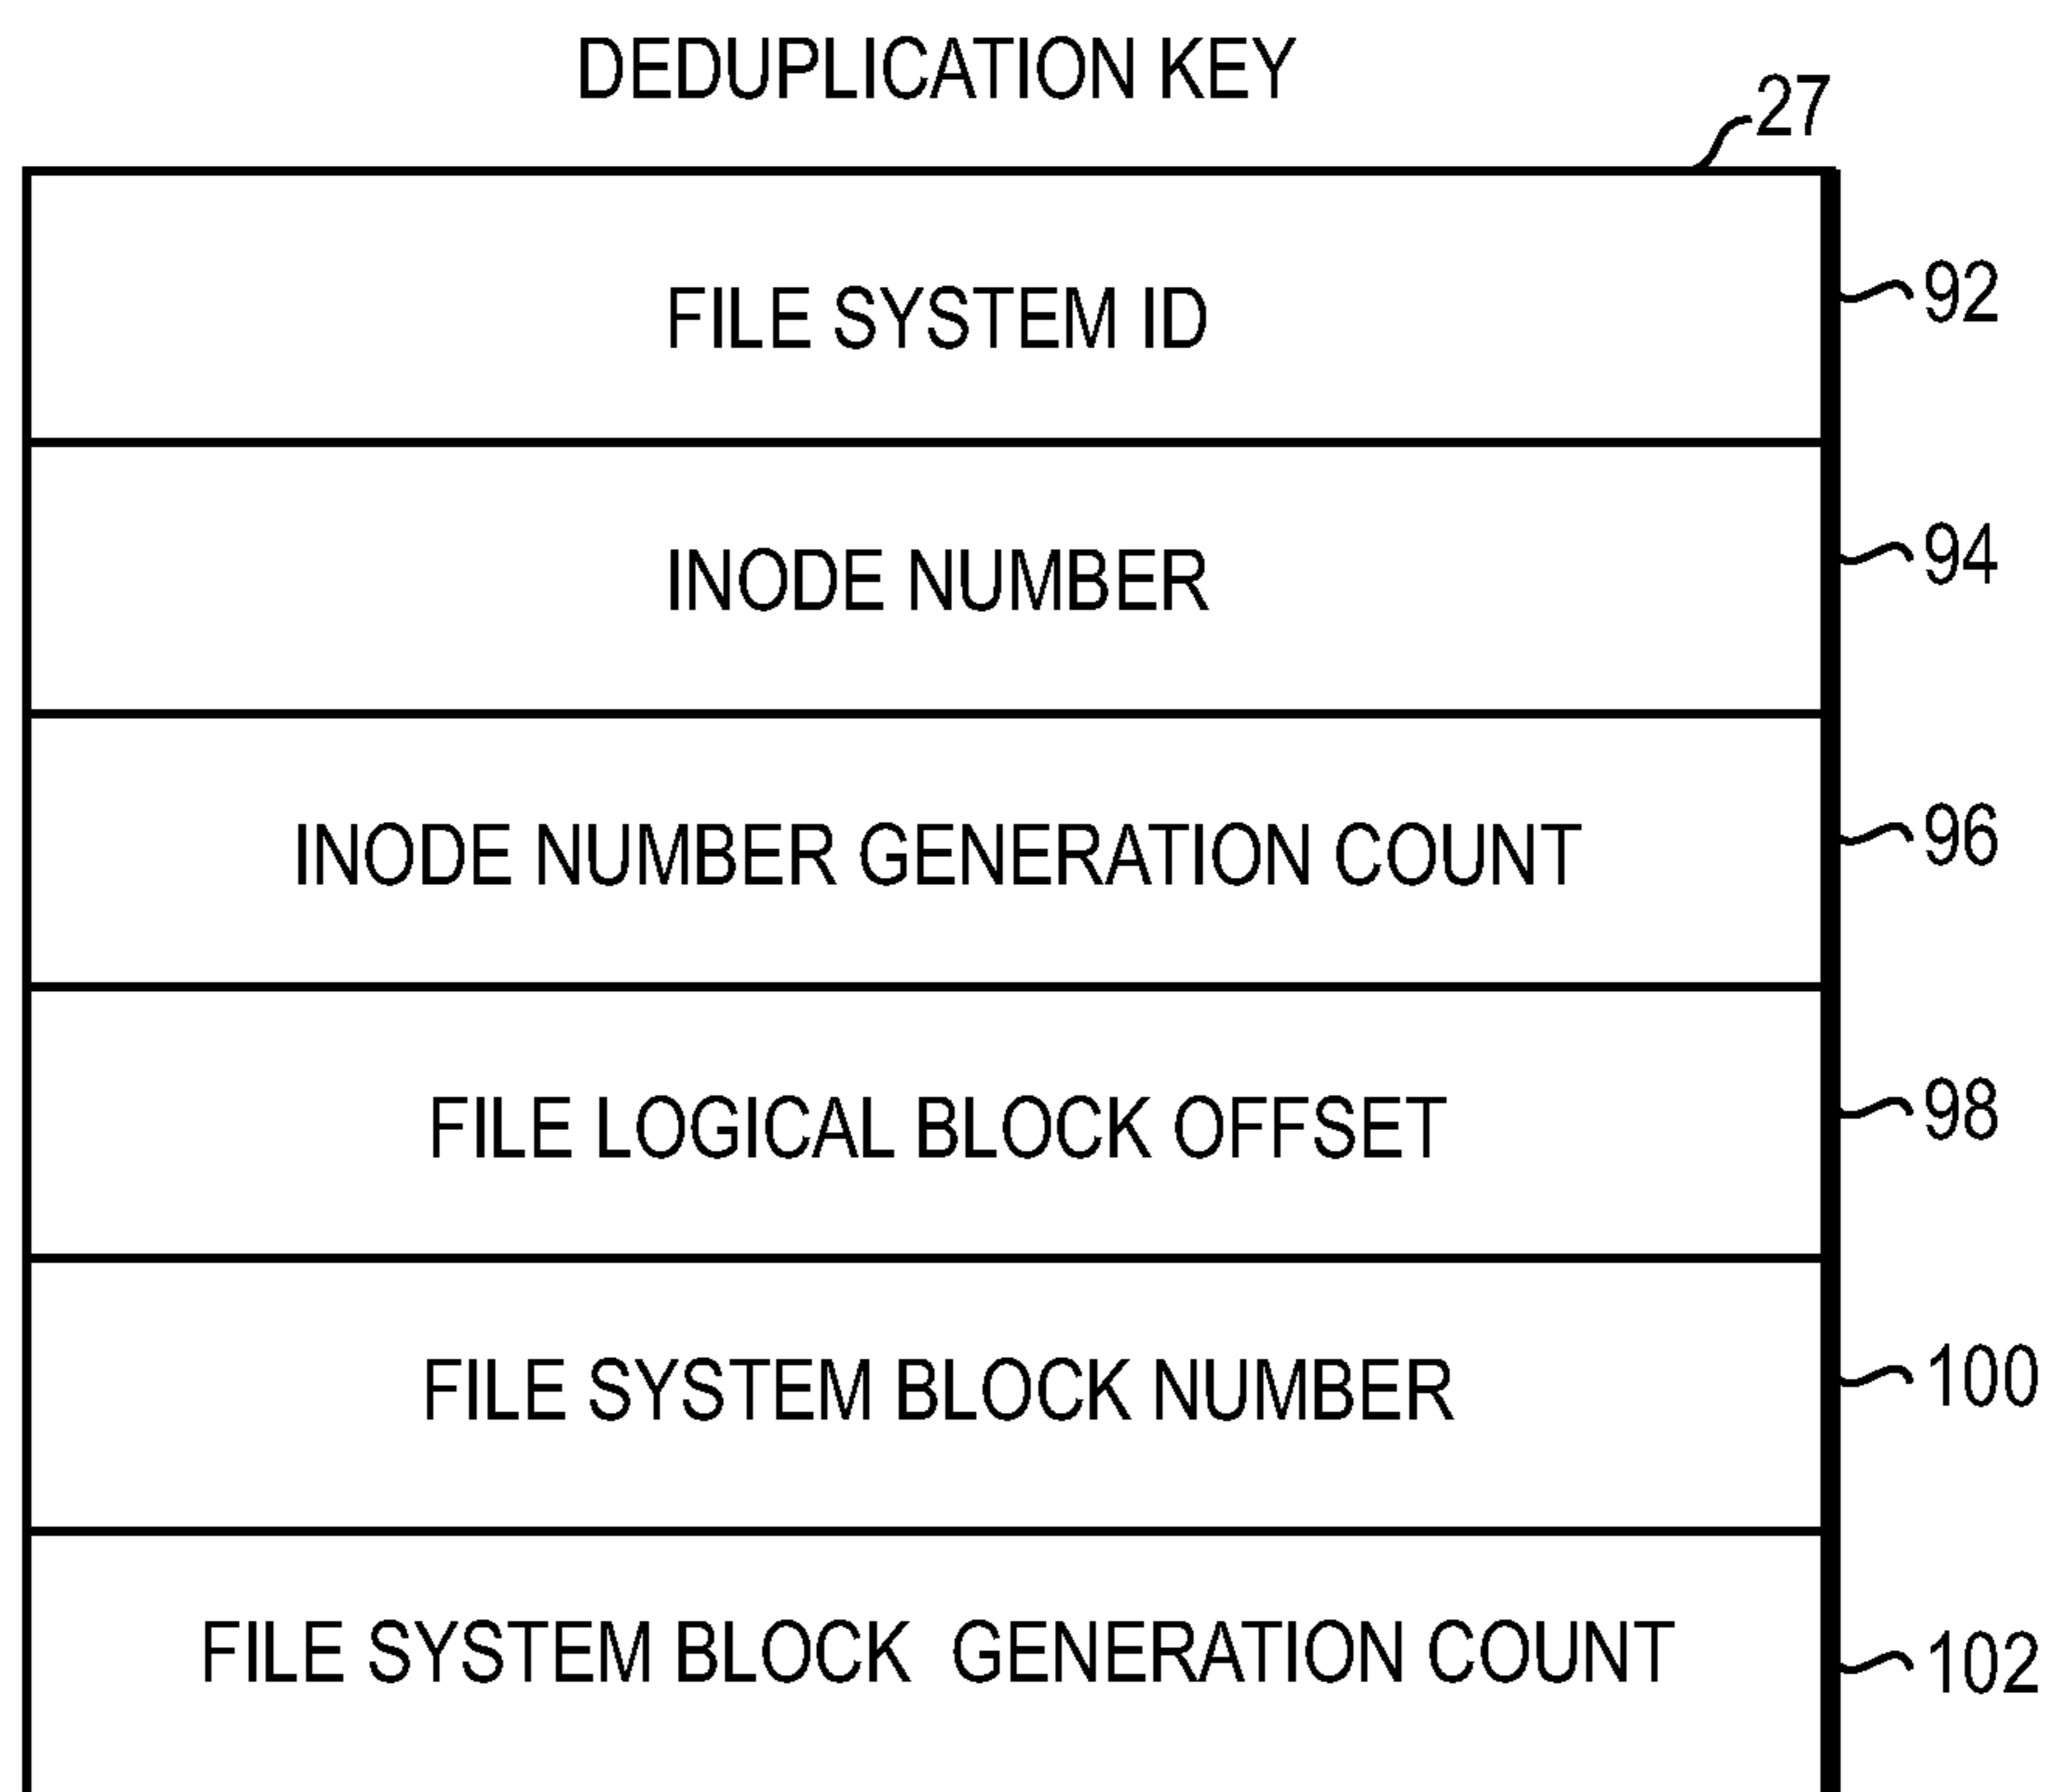 DEDUPLICATION KEY
27
FILE SYSTEM ID
92
INODE NUMBER
94
INODE NUMBER GENERATION COUNT
96
FILE LOGICAL BLOCK OFFSET
98
FILE SYSTEM BLOCK NUMBER
100
FILE SYSTEM BLOCK GENERATION COUNT
102